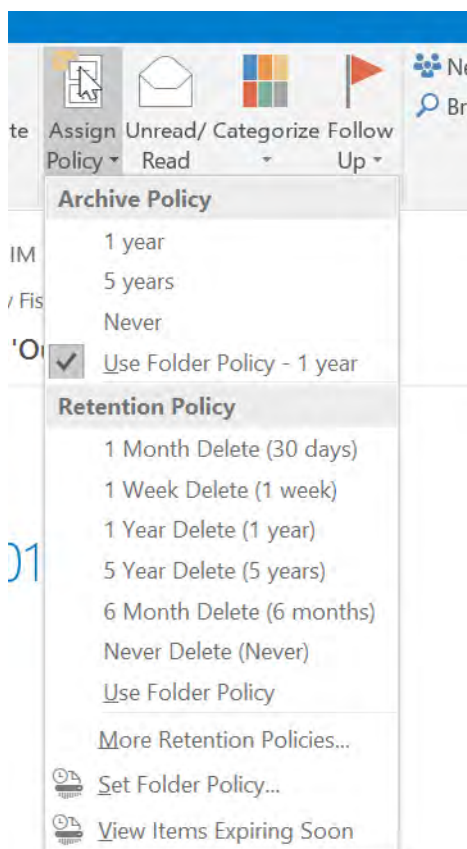 Ne
Br
te Assign Unread/ Categorize Follow
Policy Read Up
Archive Policy
1 year
IM
5 years
/ Fis
Never
'O
Use Folder Policy - 1 year
Retention Policy
1 Month Delete (30 days)
1 Week Delete (1 week)
1 Year Delete (1 year)
01
5 Year Delete (5 years)
6 Month Delete (6 months)
Never Delete (Never)
Use Folder Policy
More Retention Policies...
Set Folder Policy...
View Items Expiring Soon